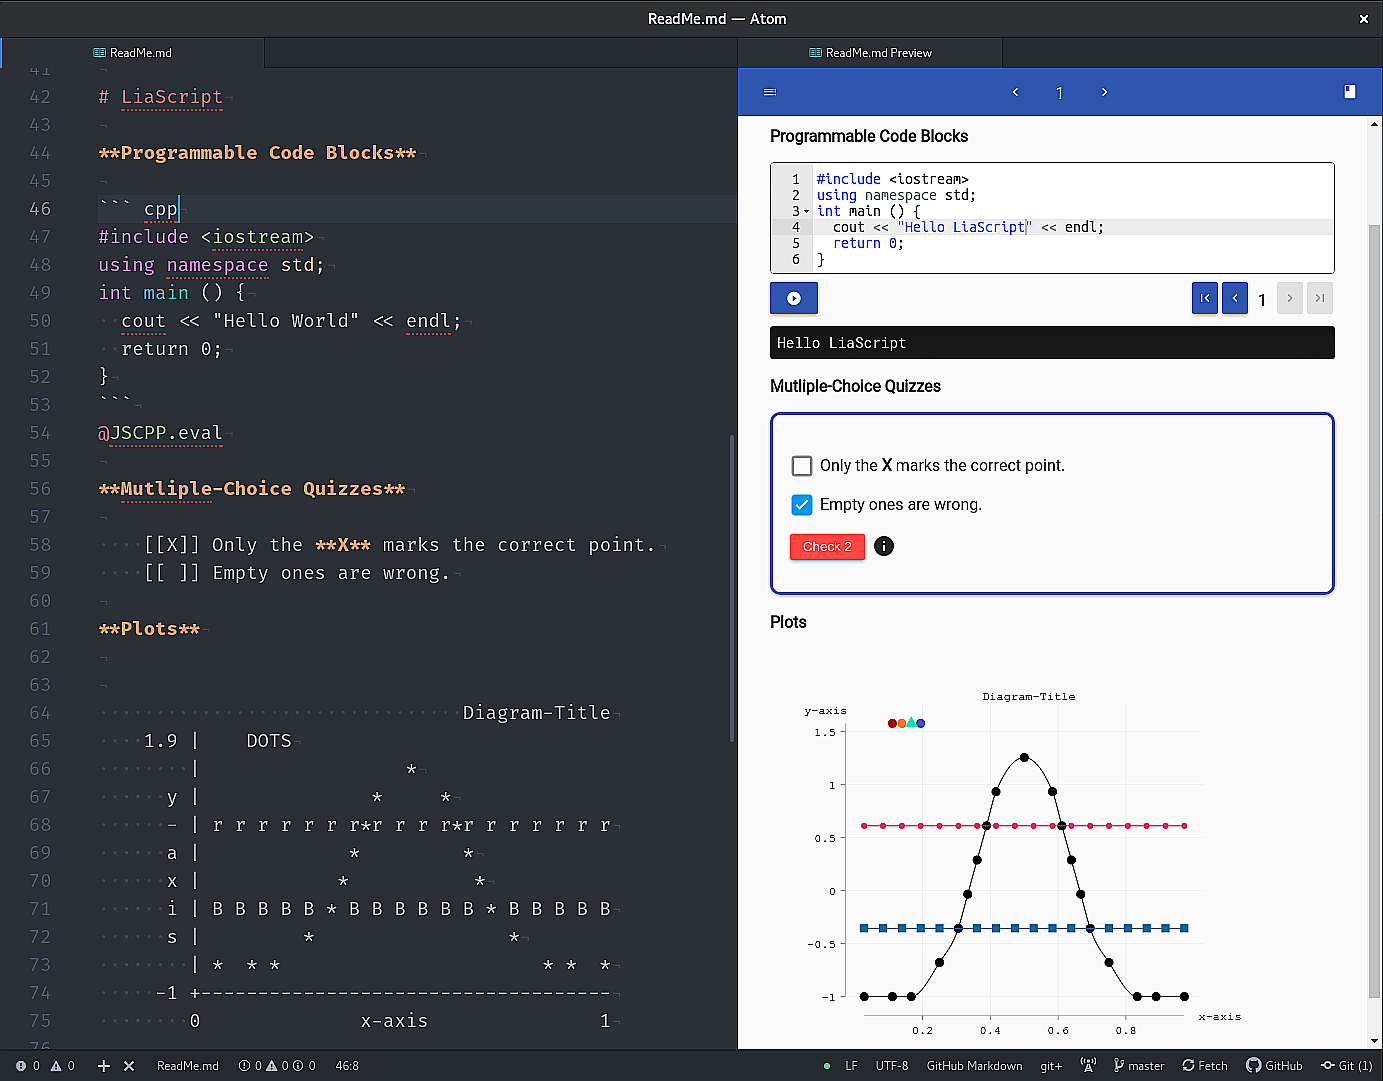 ReadMe.md — Atom
ReadMe.md
41
42 # LiaScript
43
44 **Programmable Code Blocks**
45
46 ``` cpp
47 #include <iostream>
48 using namespace std;
49 int main () {
50 cout << "Hello World" << endl;
51 return 0;
52 }
53 ```
54 @JSCPP.eval
55
56 **Mutliple-Choice Quizzes**
57
58 [[X]] Only the **X** marks the correct point.
59 [[ ]] Empty ones are wrong.
60
61 **Plots**
62
63
64 Diagram-Title
65 1.9 | DOTS
66 | *
67 y | * *
68 - | r r r r r r r*r r r r*r r r r r r r
69 a | * *
70 x | * *
71 i | B B B B B * B B B B B B * B B B B B
72 s | * *
73 | * * * * * *
74 -1 +------------------------------------
75 0 x-axis 1
76
ReadMe.md Preview
1
Programmable Code Blocks
1 #include <iostream>
2 using namespace std;
3 int main () {
4 cout << "Hello LiaScript" << endl;
5 return 0;
6 }
1
Hello LiaScript
Mutliple-Choice Quizzes
Only the X marks the correct point.
Empty ones are wrong.
Check 2
Plots
Diagram-Title
y-axis
1.5
1
0.5
0
-0.5
-1
x-axis
0.2 0.4 0.6 0.8
0 0 ReadMe.md 0 0 0 46:8 LF UTF-8 GitHub Markdown git+ master Fetch GitHub Git (1)